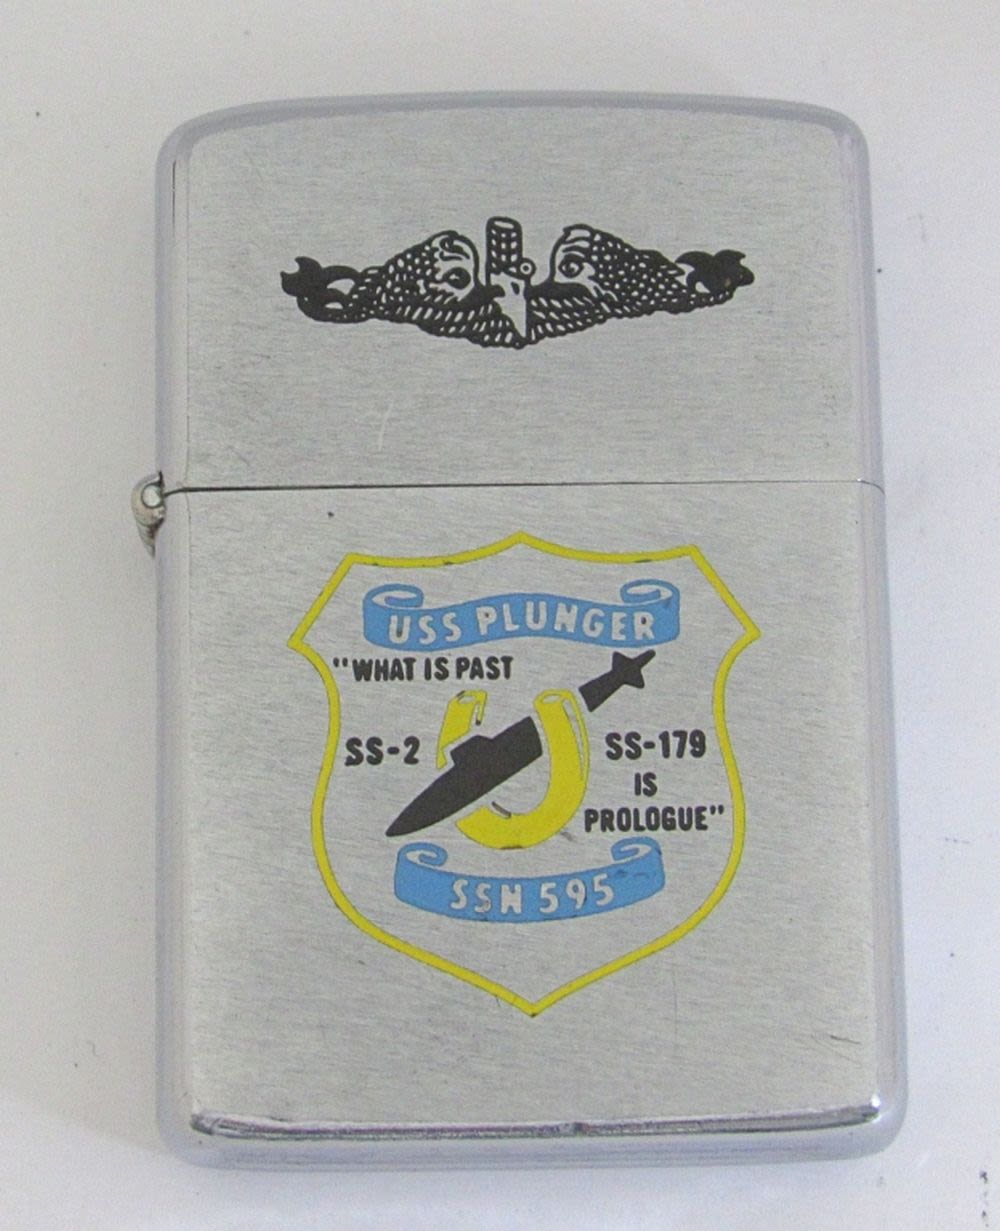 USS PLUNGER
"WHAT IS PAST
SS-2
SS-179
IS
PROLOGUE"
SSN 595